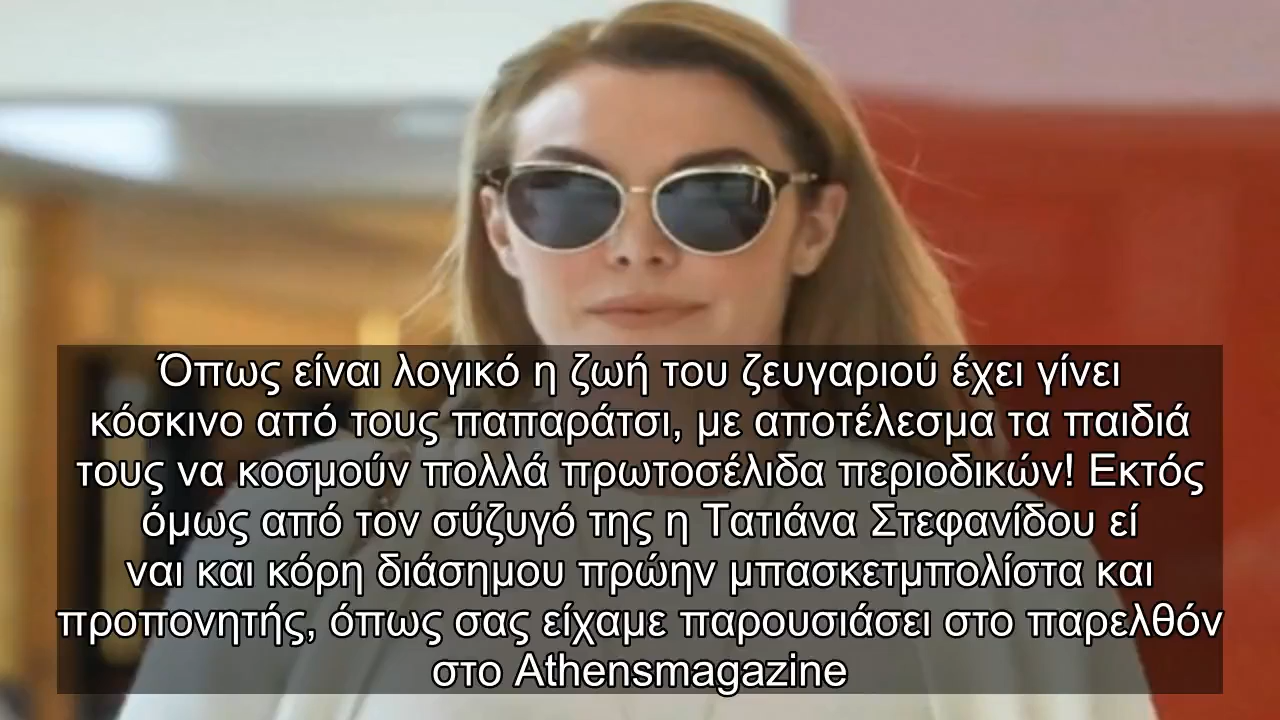 Όπως είναι λογικό η ζωή του ζευγαριού έχει γίνει
κόσκινο από τους παπαράτσι, με αποτέλεσμα τα παιδιά
τους να κοσμούν πολλά πρωτοσέλιδα περιοδικών! Εκτός
όμως από τον σύζυγό της η Τατιάνα Στεφανίδου εί
ναι και κόρη διάσημου πρώην μπασκετμπολίστα και
προπονητής, όπως σας είχαμε παρουσιάσει στο παρελθόν
στο Athensmagazine